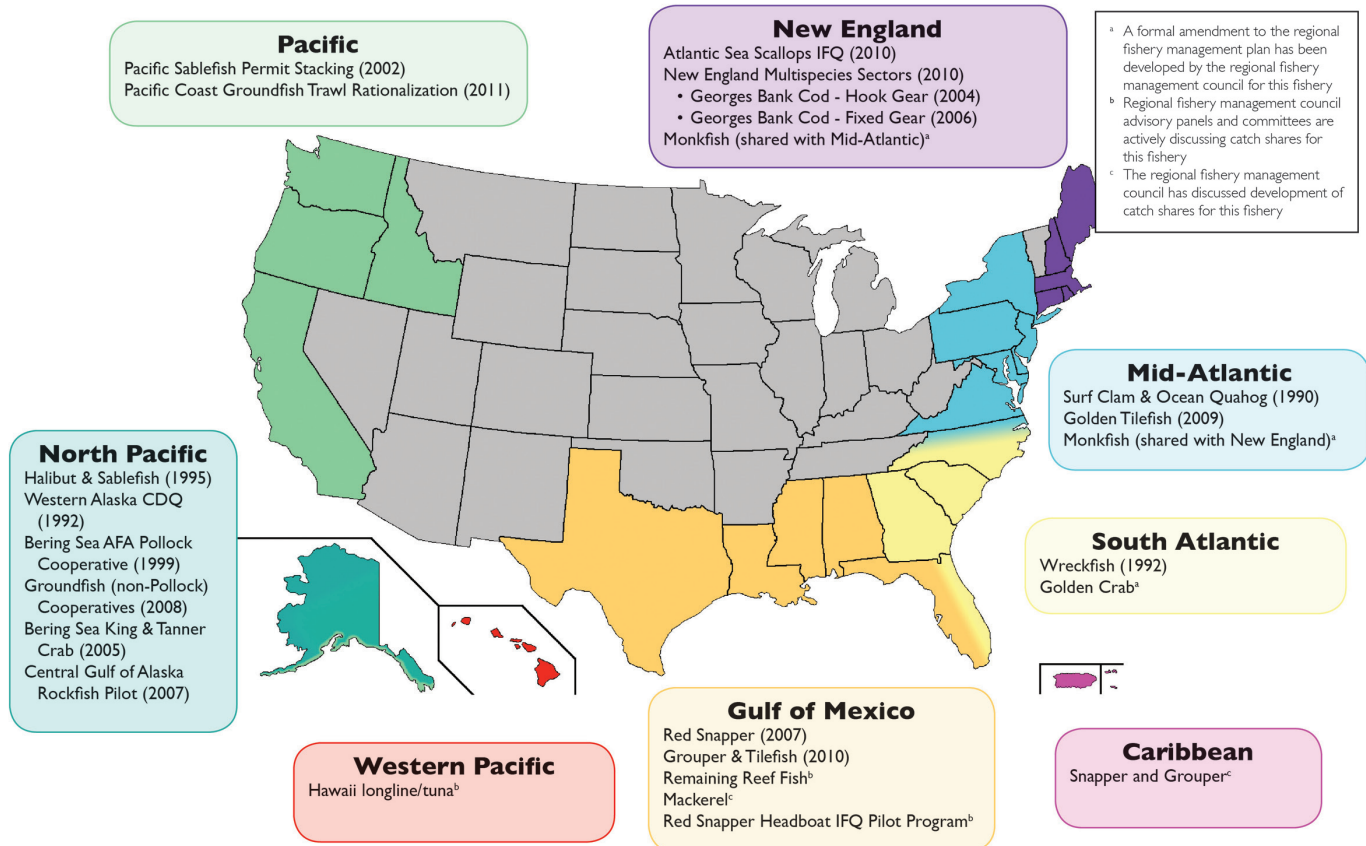 Pacific
Pacific Sablefish Permit Stacking (2002)
Pacific Coast Groundfish Trawl Rationalization (2011)
New England
Atlantic Sea Scallops IFQ (2010)
New England Multispecies Sectors (2010)
• Georges Bank Cod - Hook Gear (2004)
• Georges Bank Cod - Fixed Gear (2006)
Monkfish (shared with Mid-Atlantic)ᵃ
ᵃ A formal amendment to the regional
fishery management plan has been
developed by the regional fishery
management council for this fishery
ᵇ Regional fishery management council
advisory panels and committees are
actively discussing catch shares for
this fishery
ᶜ The regional fishery management
council has discussed development of
catch shares for this fishery
Mid-Atlantic
Surf Clam & Ocean Quahog (1990)
Golden Tilefish (2009)
Monkfish (shared with New England)ᵃ
North Pacific
Halibut & Sablefish (1995)
Western Alaska CDQ
(1992)
Bering Sea AFA Pollock
Cooperative (1999)
Groundfish (non-Pollock)
Cooperatives (2008)
Bering Sea King & Tanner
Crab (2005)
Central Gulf of Alaska
Rockfish Pilot (2007)
South Atlantic
Wreckfish (1992)
Golden Crabᵃ
Western Pacific
Hawaii longline/tunaᵇ
Gulf of Mexico
Red Snapper (2007)
Grouper & Tilefish (2010)
Remaining Reef Fishᵇ
Mackerelᶜ
Red Snapper Headboat IFQ Pilot Programᵇ
Caribbean
Snapper and Grouperᶜ